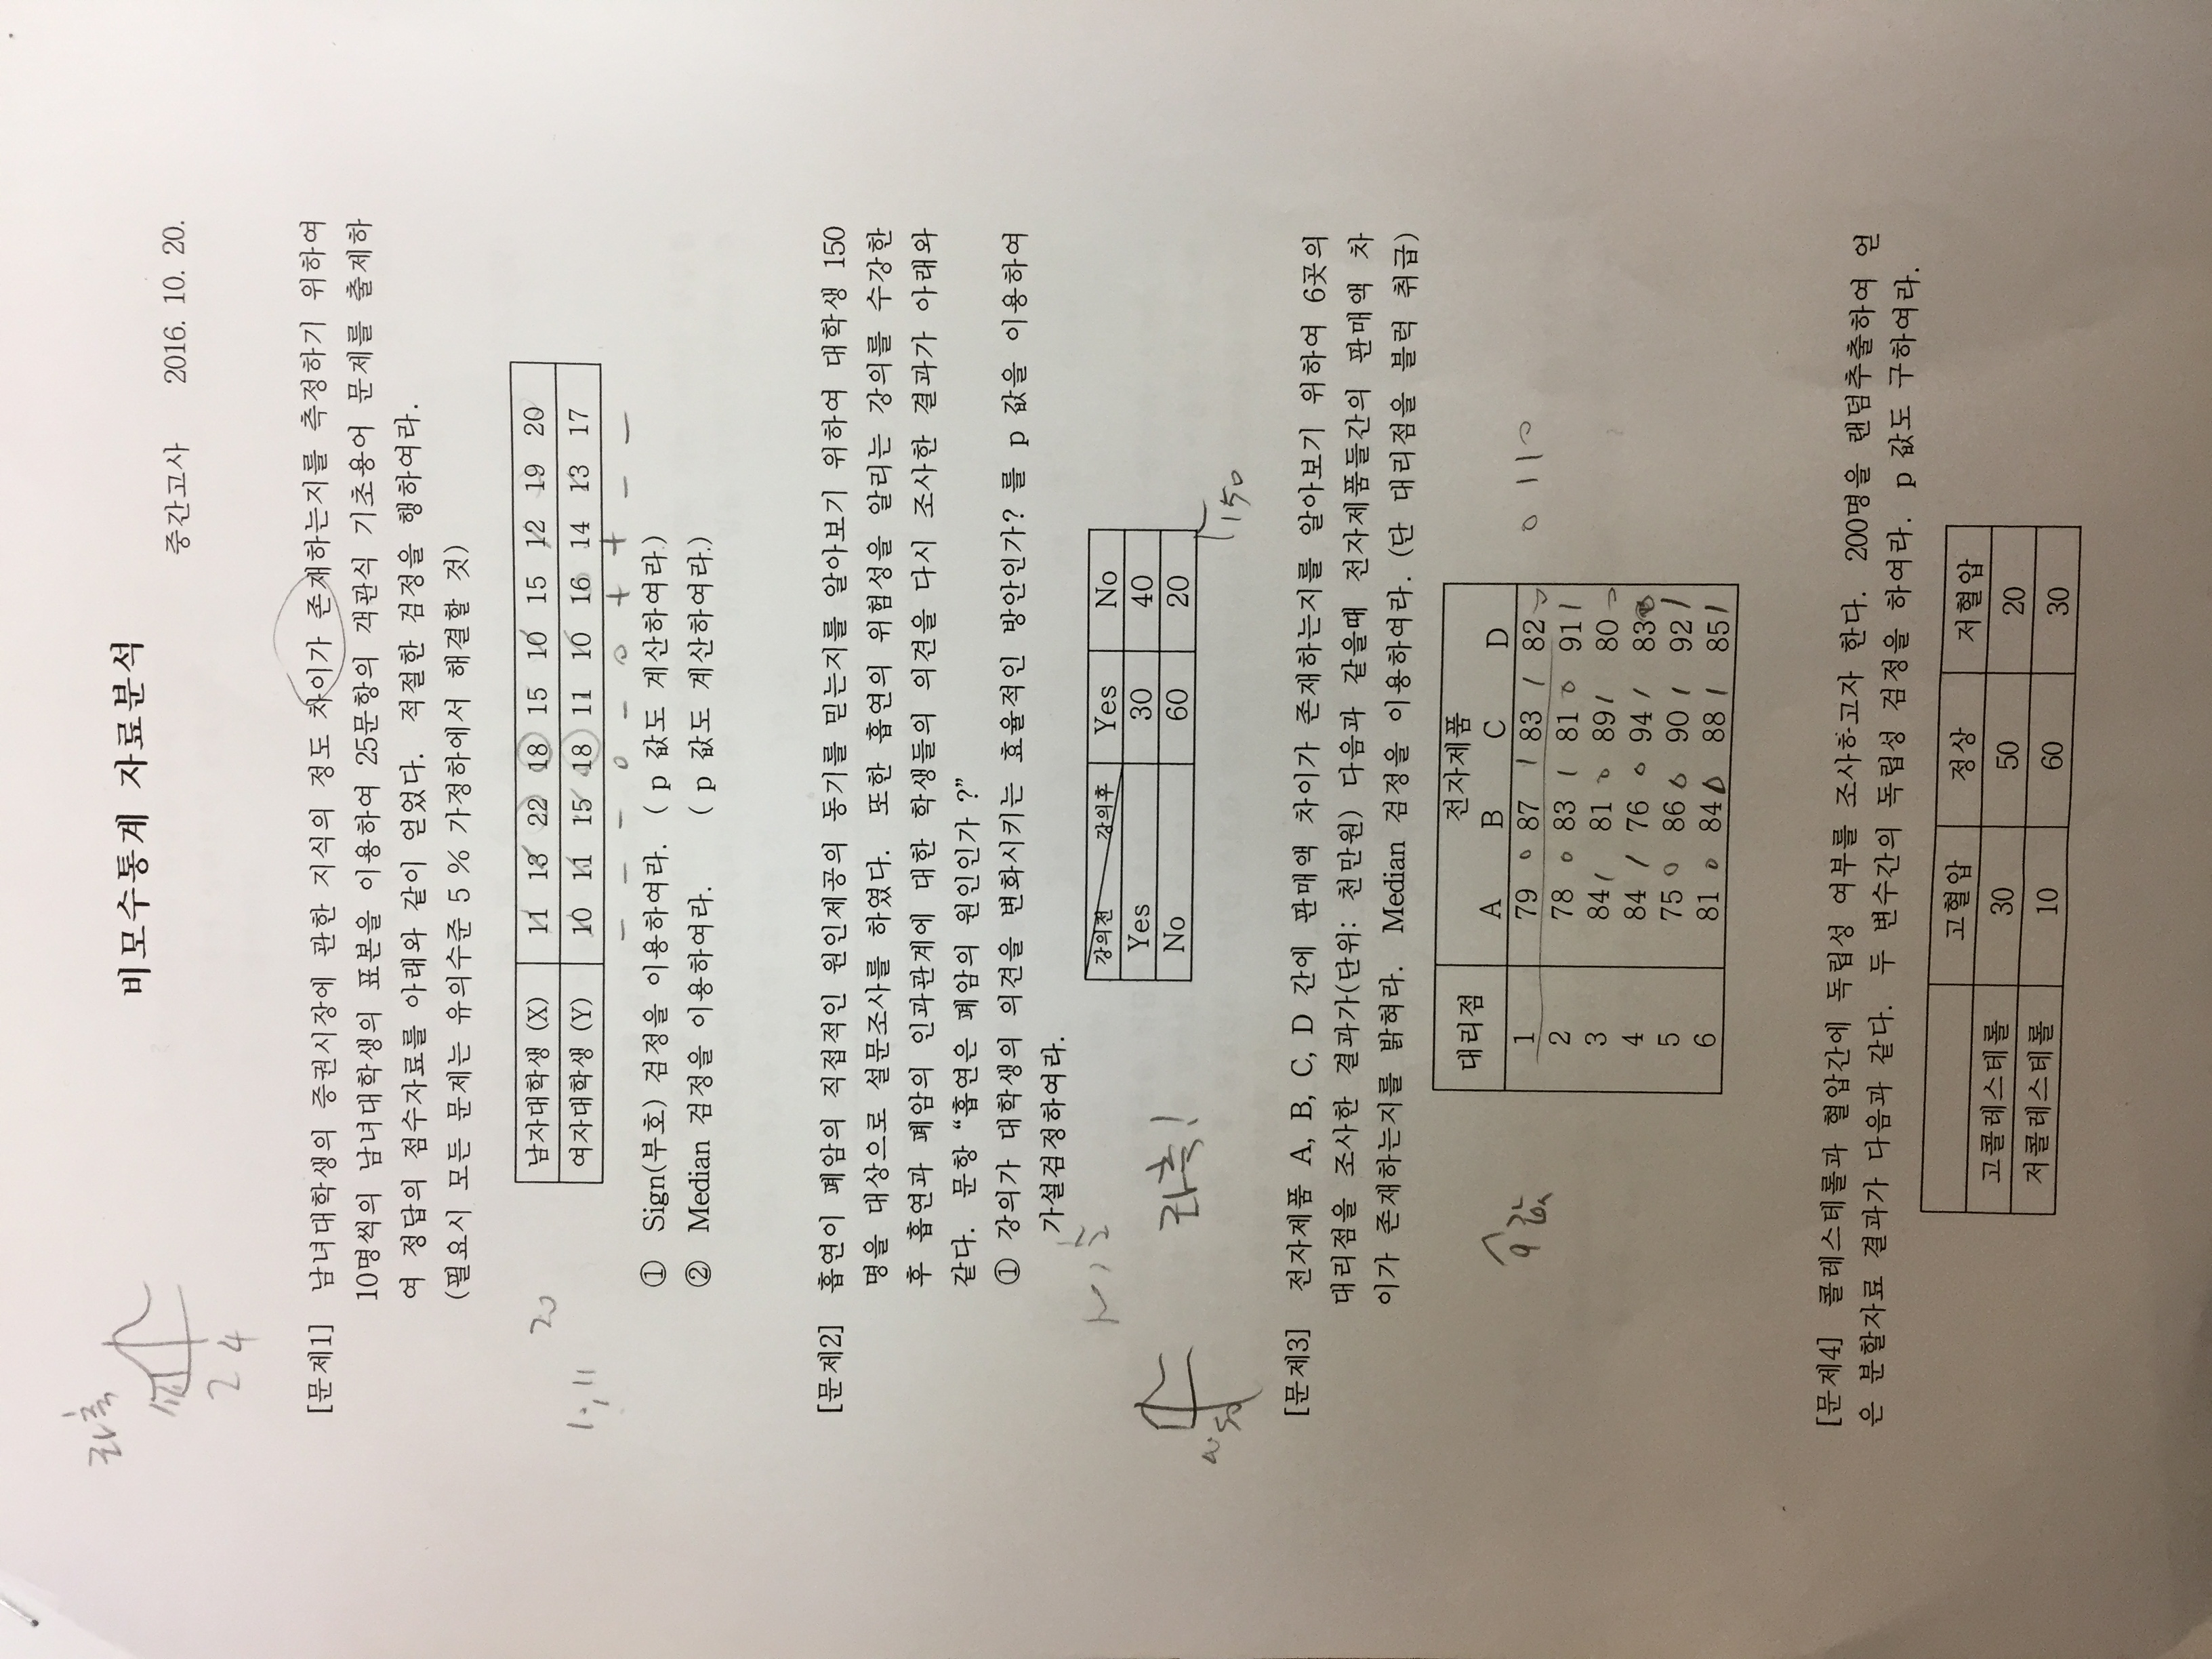 좌측
2 4
비모수통계 자료분석
중간고사 2016. 10. 20.
[문제1] 남녀대학생의 증권시장에 관한 지식의 정도 차이가 존재하는지를 측정하기 위하여
10명씩의 남녀대학생의 표본을 이용하여 25문항의 객관식 기초용어 문제를 출제하
여 정답의 점수자료를 아래와 같이 얻었다. 적절한 검정을 행하여라.
(필요시 모든 문제는 유의수준 5 % 가정하에서 해결할 것)
20
남자대학생 (X) 11 13 22 18 15 10 15 12 19 20
여자대학생 (Y) 10 11 15 18 11 10 16 14 13 17
− − − 0 − 0 + + − −
① Sign(부호) 검정을 이용하여라. ( p 값도 계산하여라.)
② Median 검정을 이용하여라. ( p 값도 계산하여라.)
[문제2] 흡연이 폐암의 직접적인 원인제공의 동기를 믿는지를 알아보기 위하여 대학생 150
명을 대상으로 설문조사를 하였다. 또한 흡연의 위험성을 알리는 강의를 수강한
후 흡연과 폐암의 인과관계에 대한 학생들의 의견을 다시 조사한 결과가 아래와
같다. 문항 “흡연은 폐암의 원인인가 ?”
① 강의가 대학생의 의견을 변화시키는 효율적인 방안인가? 를 p 값을 이용하여
가설검정하여라.
강의전 강의후 Yes No
Yes 30 40
No 60 20
좌측!
150
[문제3] 전자제품 A, B, C, D 간에 판매액 차이가 존재하는지를 알아보기 위하여 6곳의
대리점을 조사한 결과가(단위: 천만원) 다음과 같을때 전자제품들간의 판매액 차
이가 존재하는지를 밝혀라. Median 검정을 이용하여라. (단 대리점을 블럭 취급)
대리점 전자제품
A B C D
1 79 0 87 1 83 1 82 0 0 1 1 0
2 78 0 83 1 81 0 91 1
3 84 1 81 0 89 1 80 0
4 84 1 76 0 94 1 83
5 75 0 86 0 90 1 92 1
6 81 0 84 0 88 1 85 1
[문제4] 콜레스테롤과 혈압간에 독립성 여부를 조사하고자 한다. 200명을 랜덤추출하여 얻
은 분할자료 결과가 다음과 같다. 두 변수간의 독립성 검정을 하여라. p 값도 구하여라.
고혈압 정상 저혈압
고콜레스테롤 30 50 20
저콜레스테롤 10 60 30